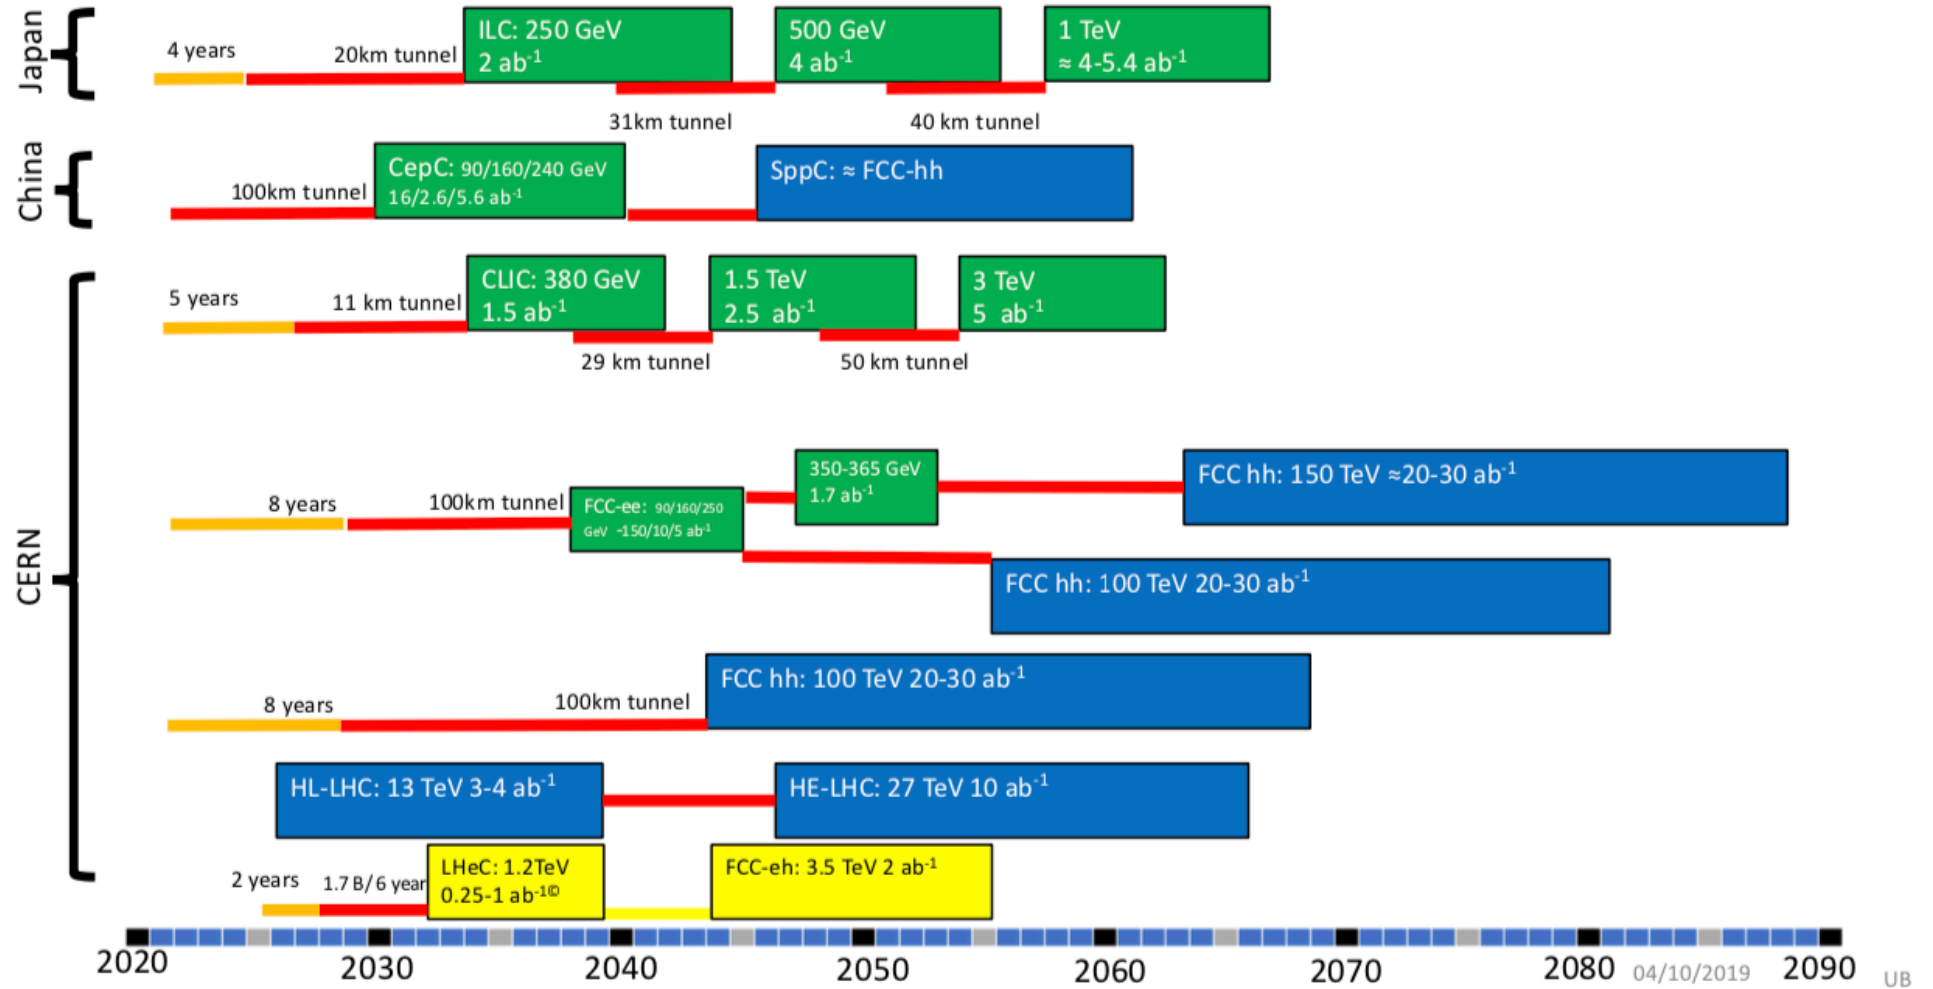 Japan
4 years
20km tunnel
ILC: 250 GeV
2 ab⁻¹
500 GeV
4 ab⁻¹
1 TeV
≈ 4-5.4 ab⁻¹
31km tunnel
40 km tunnel
China
100km tunnel
CepC: 90/160/240 GeV
16/2.6/5.6 ab⁻¹
SppC: ≈ FCC-hh
CERN
5 years
11 km tunnel
CLIC: 380 GeV
1.5 ab⁻¹
1.5 TeV
2.5 ab⁻¹
3 TeV
5 ab⁻¹
29 km tunnel
50 km tunnel
8 years
100km tunnel
FCC-ee: 90/160/250
GeV ~150/10/5 ab⁻¹
350-365 GeV
1.7 ab⁻¹
FCC hh: 150 TeV ≈20-30 ab⁻¹
FCC hh: 100 TeV 20-30 ab⁻¹
8 years
100km tunnel
FCC hh: 100 TeV 20-30 ab⁻¹
HL-LHC: 13 TeV 3-4 ab⁻¹
HE-LHC: 27 TeV 10 ab⁻¹
2 years
1.7 B/6 year
LHeC: 1.2TeV
0.25-1 ab⁻¹©
FCC-eh: 3.5 TeV 2 ab⁻¹
2020
2030
2040
2050
2060
2070
2080
04/10/2019
2090
UB